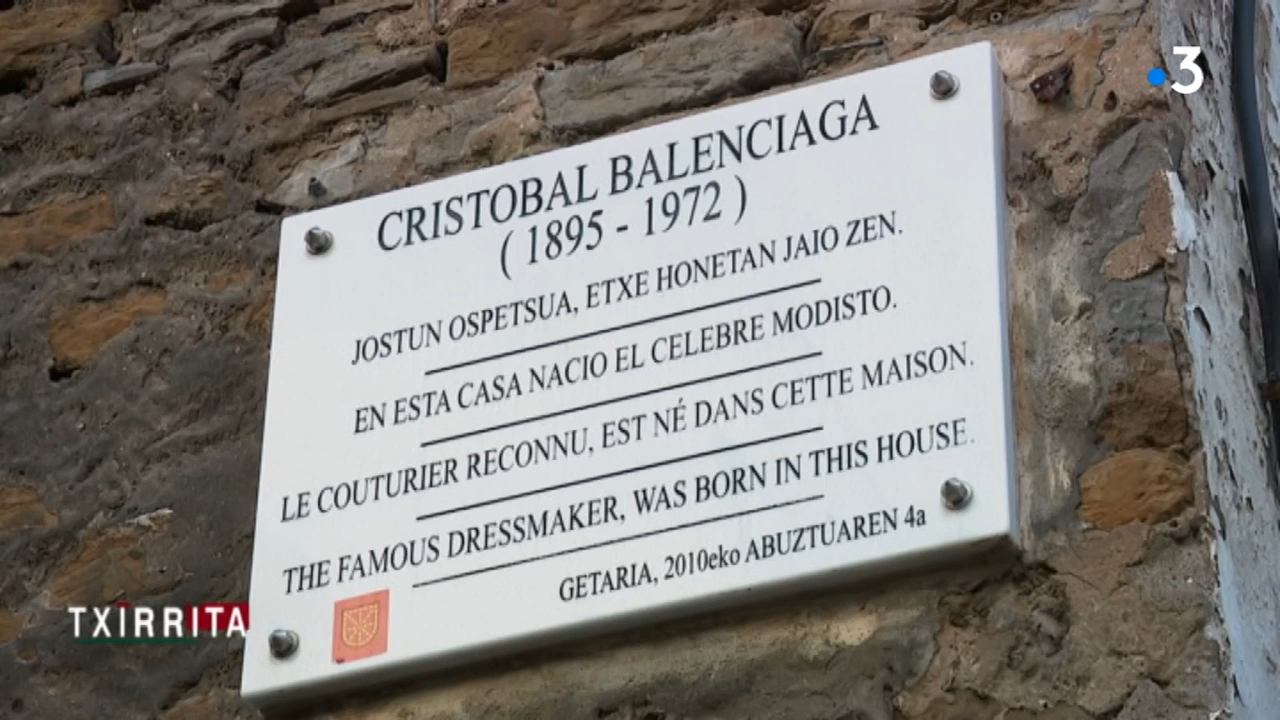 3
CRISTOBAL BALENCIAGA
( 1895 - 1972 )
JOSTUN OSPETSUA, ETXE HONETAN JAIO ZEN.
EN ESTA CASA NACIO EL CELEBRE MODISTO.
LE COUTURIER RECONNU, EST NÉ DANS CETTE MAISON.
THE FAMOUS DRESSMAKER, WAS BORN IN THIS HOUSE.
GETARIA, 2010eko ABUZTUAREN 4a
TXIRRITA